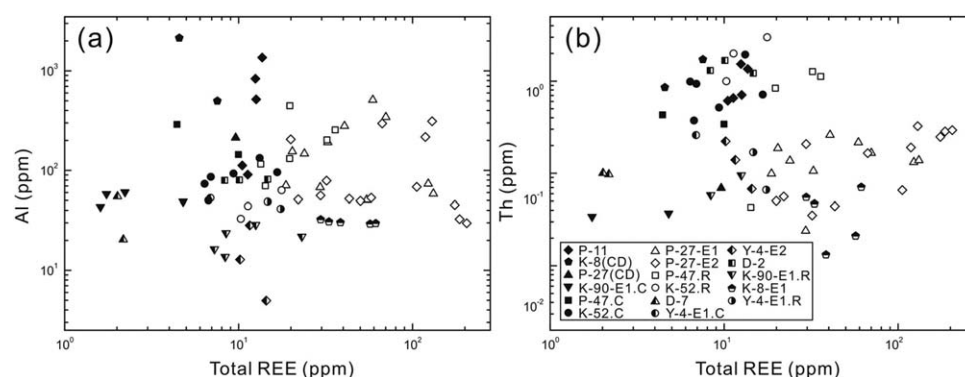 (a)
10³
10²
10¹
Al (ppm)
10⁰ 10¹ 10²
Total REE (ppm)
(b)
10⁰
10⁻¹
10⁻²
10⁻²
Th (ppm)
P-11 P-27-E1 Y-4-E2
K-8(CD) P-27-E2 D-2
P-27(CD) P-47.R K-90-E1.R
K-90-E1.C K-52.R K-8-E1
P-47.C D-7 Y-4-E1.R
K-52.C Y-4-E1.C
10⁰ 10¹ 10²
Total REE (ppm)